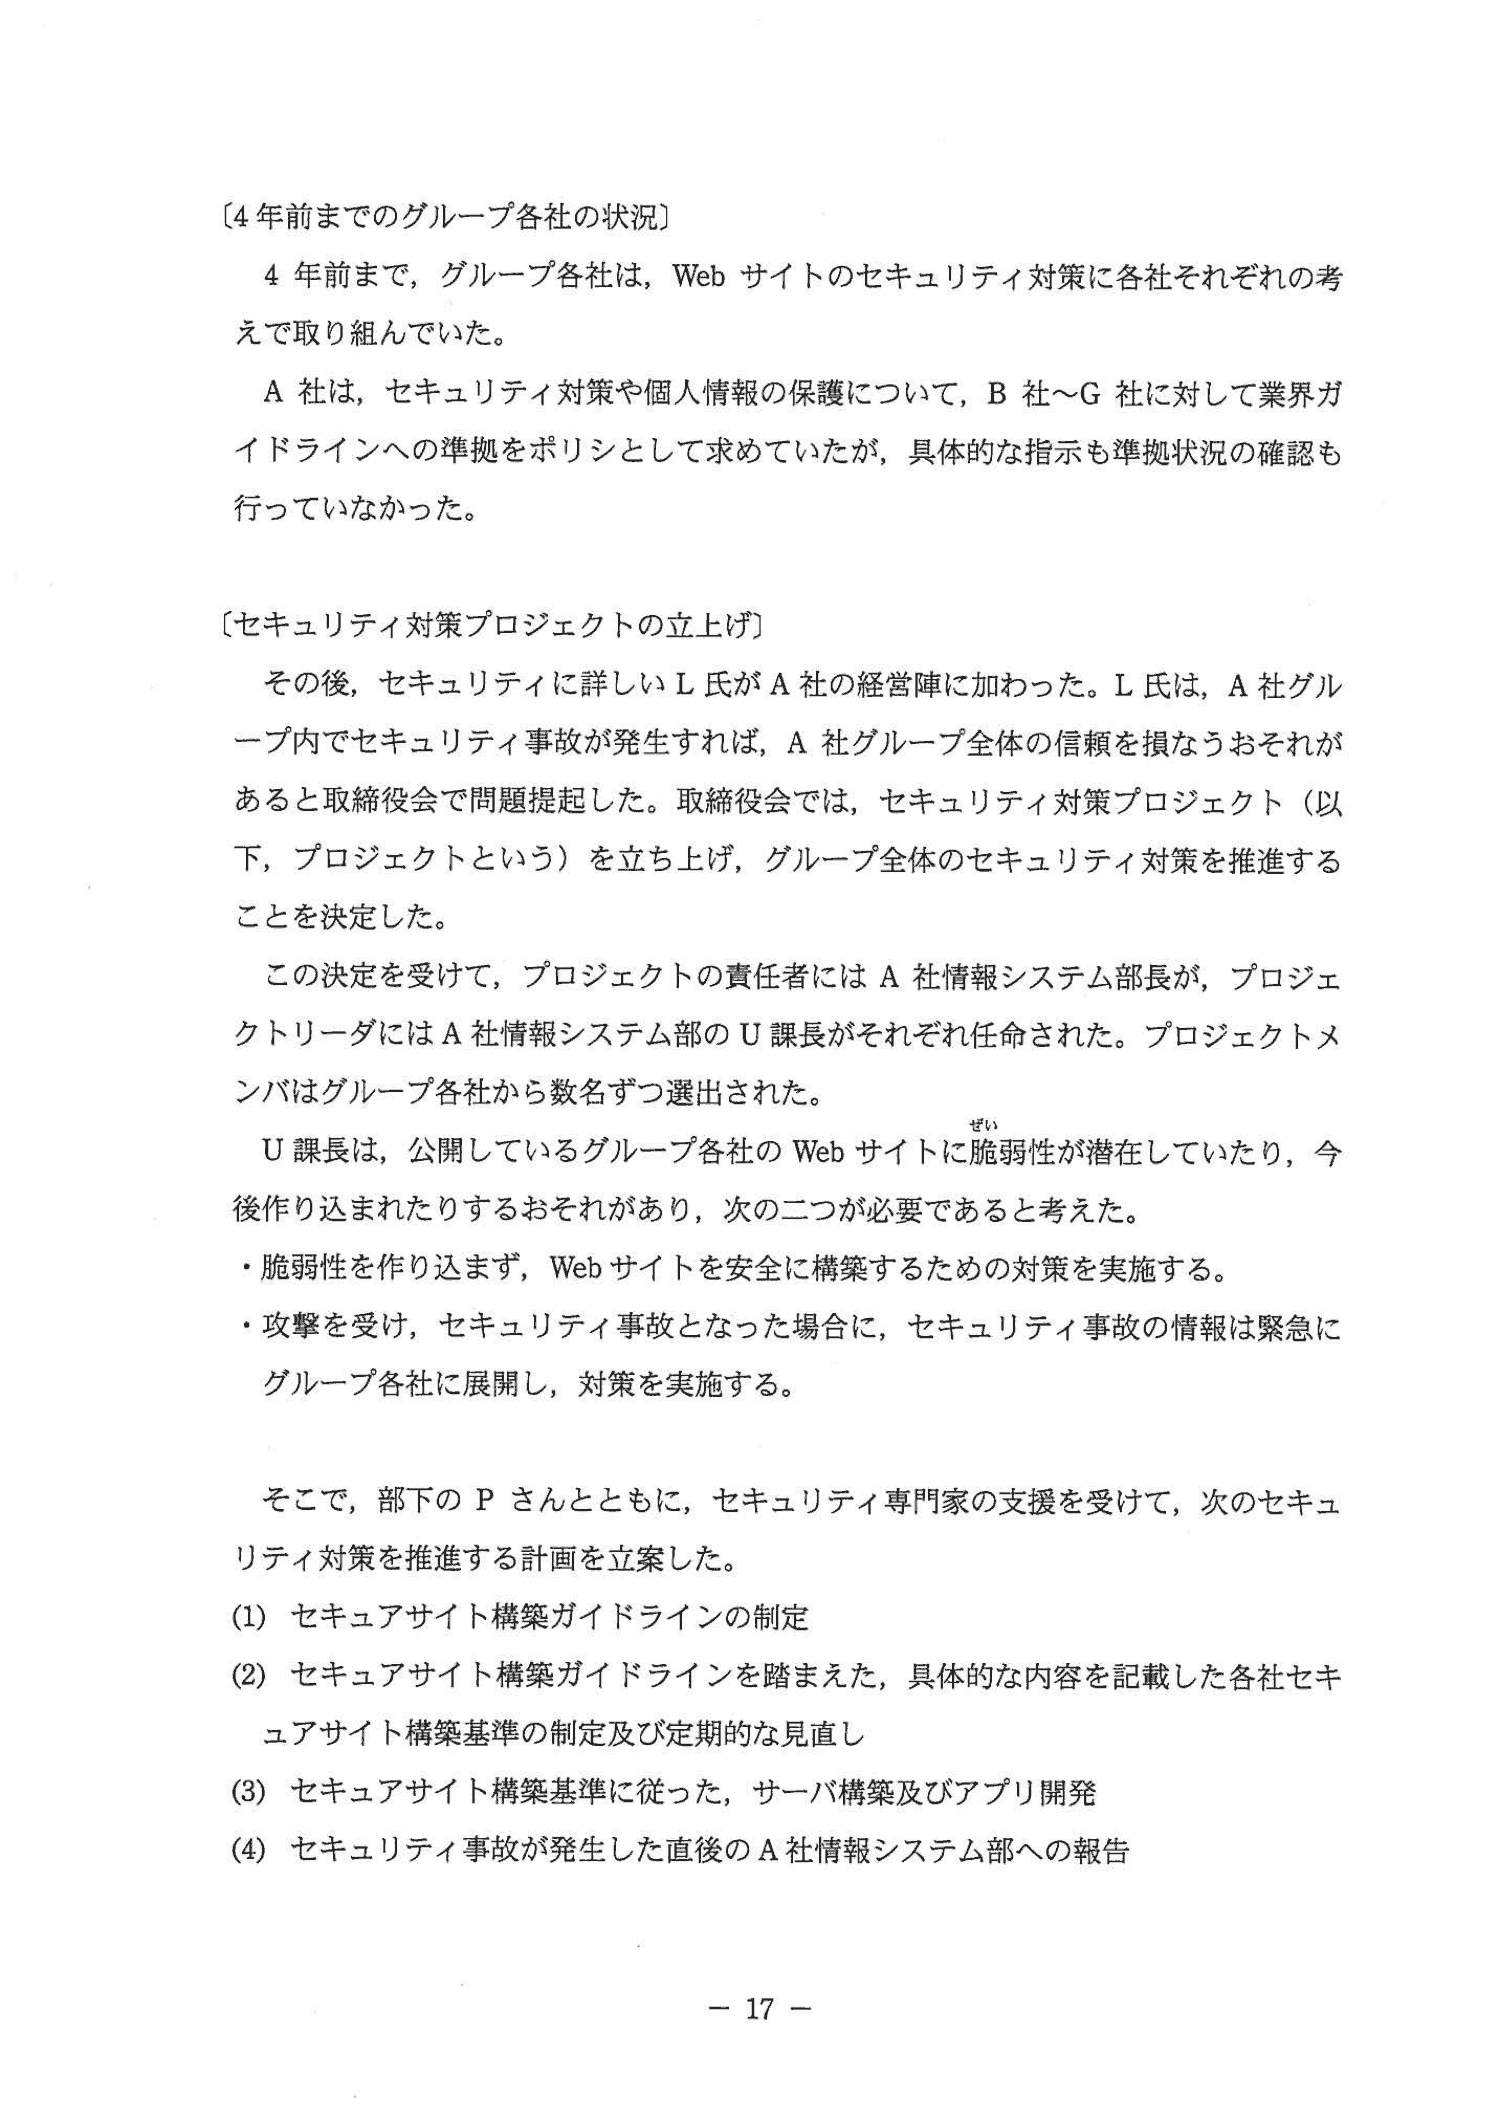 〔4 年前までのグループ各社の状況〕
4 年前まで，グループ各社は，Web サイトのセキュリティ対策に各社それぞれの考
えで取り組んでいた。
A 社は，セキュリティ対策や個人情報の保護について，B 社～G 社に対して業界ガ
イドラインへの準拠をポリシとして求めていたが，具体的な指示も準拠状況の確認も
行っていなかった。
〔セキュリティ対策プロジェクトの立上げ〕
その後，セキュリティに詳しい L 氏が A 社の経営陣に加わった。L 氏は，A 社グル
ープ内でセキュリティ事故が発生すれば，A 社グループ全体の信頼を損なうおそれが
あると取締役会で問題提起した。取締役会では，セキュリティ対策プロジェクト（以
下，プロジェクトという）を立ち上げ，グループ全体のセキュリティ対策を推進する
ことを決定した。
この決定を受けて，プロジェクトの責任者には A 社情報システム部長が，プロジェ
クトリーダには A 社情報システム部の U 課長がそれぞれ任命された。プロジェクトメ
ンバはグループ各社から数名ずつ選出された。
ぜい
U 課長は，公開しているグループ各社の Web サイトに脆弱性が潜在していたり，今
後作り込まれたりするおそれがあり，次の二つが必要であると考えた。
・脆弱性を作り込まず，Web サイトを安全に構築するための対策を実施する。
・攻撃を受け，セキュリティ事故となった場合に，セキュリティ事故の情報は緊急に
グループ各社に展開し，対策を実施する。
そこで，部下の P さんとともに，セキュリティ専門家の支援を受けて，次のセキュ
リティ対策を推進する計画を立案した。
(1) セキュアサイト構築ガイドラインの制定
(2) セキュアサイト構築ガイドラインを踏まえた，具体的な内容を記載した各社セキ
ュアサイト構築基準の制定及び定期的な見直し
(3) セキュアサイト構築基準に従った，サーバ構築及びアプリ開発
(4) セキュリティ事故が発生した直後の A 社情報システム部への報告
－ 17 －